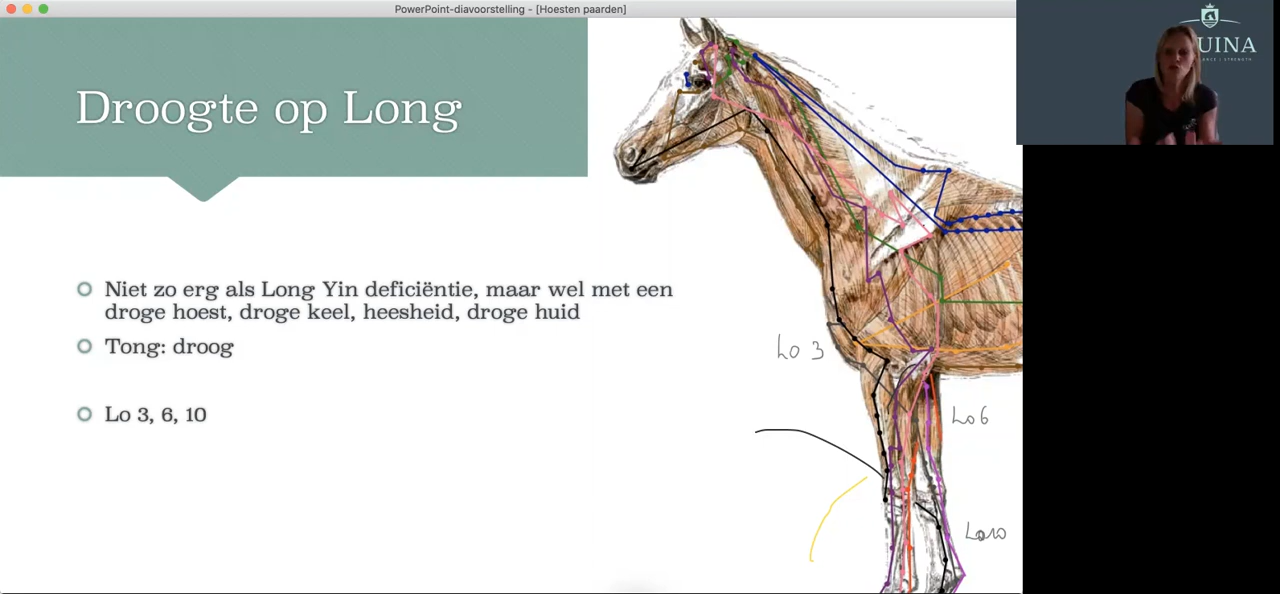 PowerPoint-diavoorstelling - [Hoesten paarden]
UINA
STRENGTH
Droogte op Long
Niet zo erg als Long Yin deficiëntie, maar wel met een
droge hoest, droge keel, heesheid, droge huid
Tong: droog
Lo 3, 6, 10
Lo 3
Lo 6
Lo 10